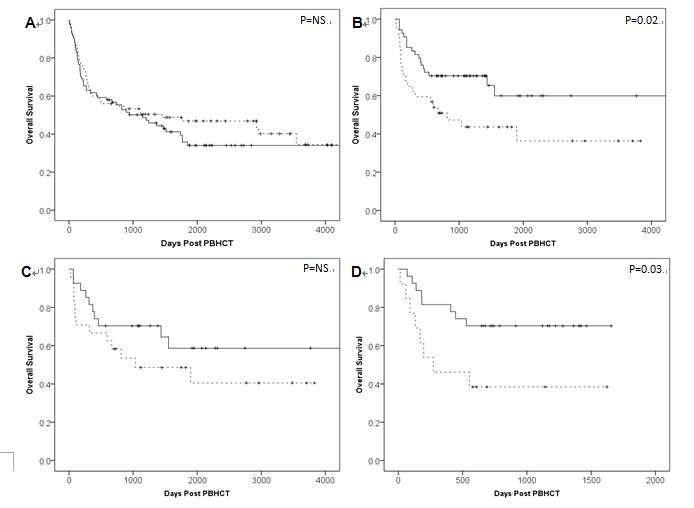 A P=NS.
1.0
0.8
0.6
0.4
0.2
0.0
Overall Survival
0 1000 2000 3000 4000
Days Post PBHCT
B P=0.02.
1.0
0.8
0.6
0.4
0.2
0.0
Overall Survival
0 1000 2000 3000 4000
Days Post PBHCT
C P=NS.
1.0
0.8
0.6
0.4
0.2
0.0
Overall Survival
0 1000 2000 3000 4000
Days Post PBHCT
D P=0.03.
1.0
0.8
0.6
0.4
0.2
0.0
Overall Survival
0 500 1000 1500 2000
Days Post PBHCT